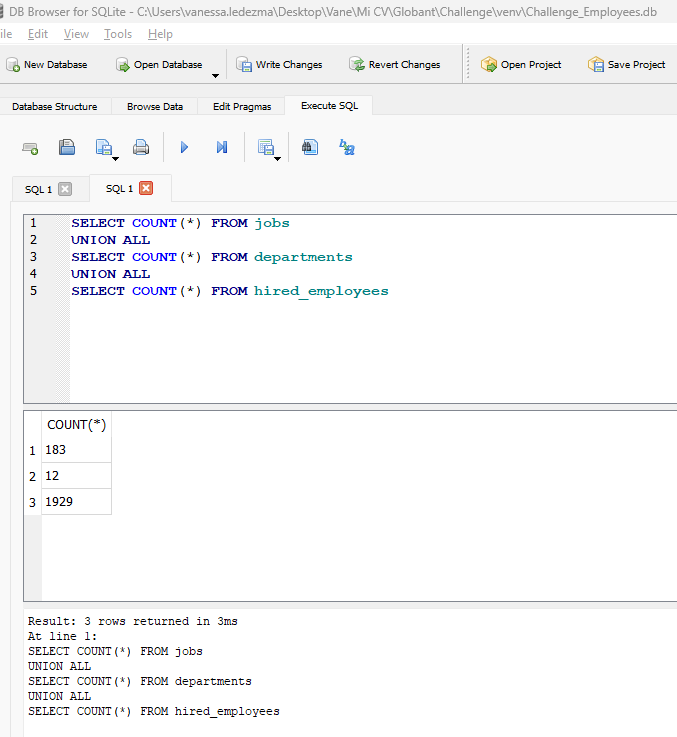 DB Browser for SQLite - C:\Users\vanessa.ledezma\Desktop\Vane\Mi CV\Globant\Challenge\venv\Challenge_Employees.db
ile Edit View Tools Help
New Database Open Database Write Changes Revert Changes Open Project Save Project
Database Structure Browse Data Edit Pragmas Execute SQL
SQL 1 SQL 1
1 SELECT COUNT(*) FROM jobs
2 UNION ALL
3 SELECT COUNT(*) FROM departments
4 UNION ALL
5 SELECT COUNT(*) FROM hired_employees
COUNT(*)
1 183
2 12
3 1929
Result: 3 rows returned in 3ms
At line 1:
SELECT COUNT(*) FROM jobs
UNION ALL
SELECT COUNT(*) FROM departments
UNION ALL
SELECT COUNT(*) FROM hired_employees